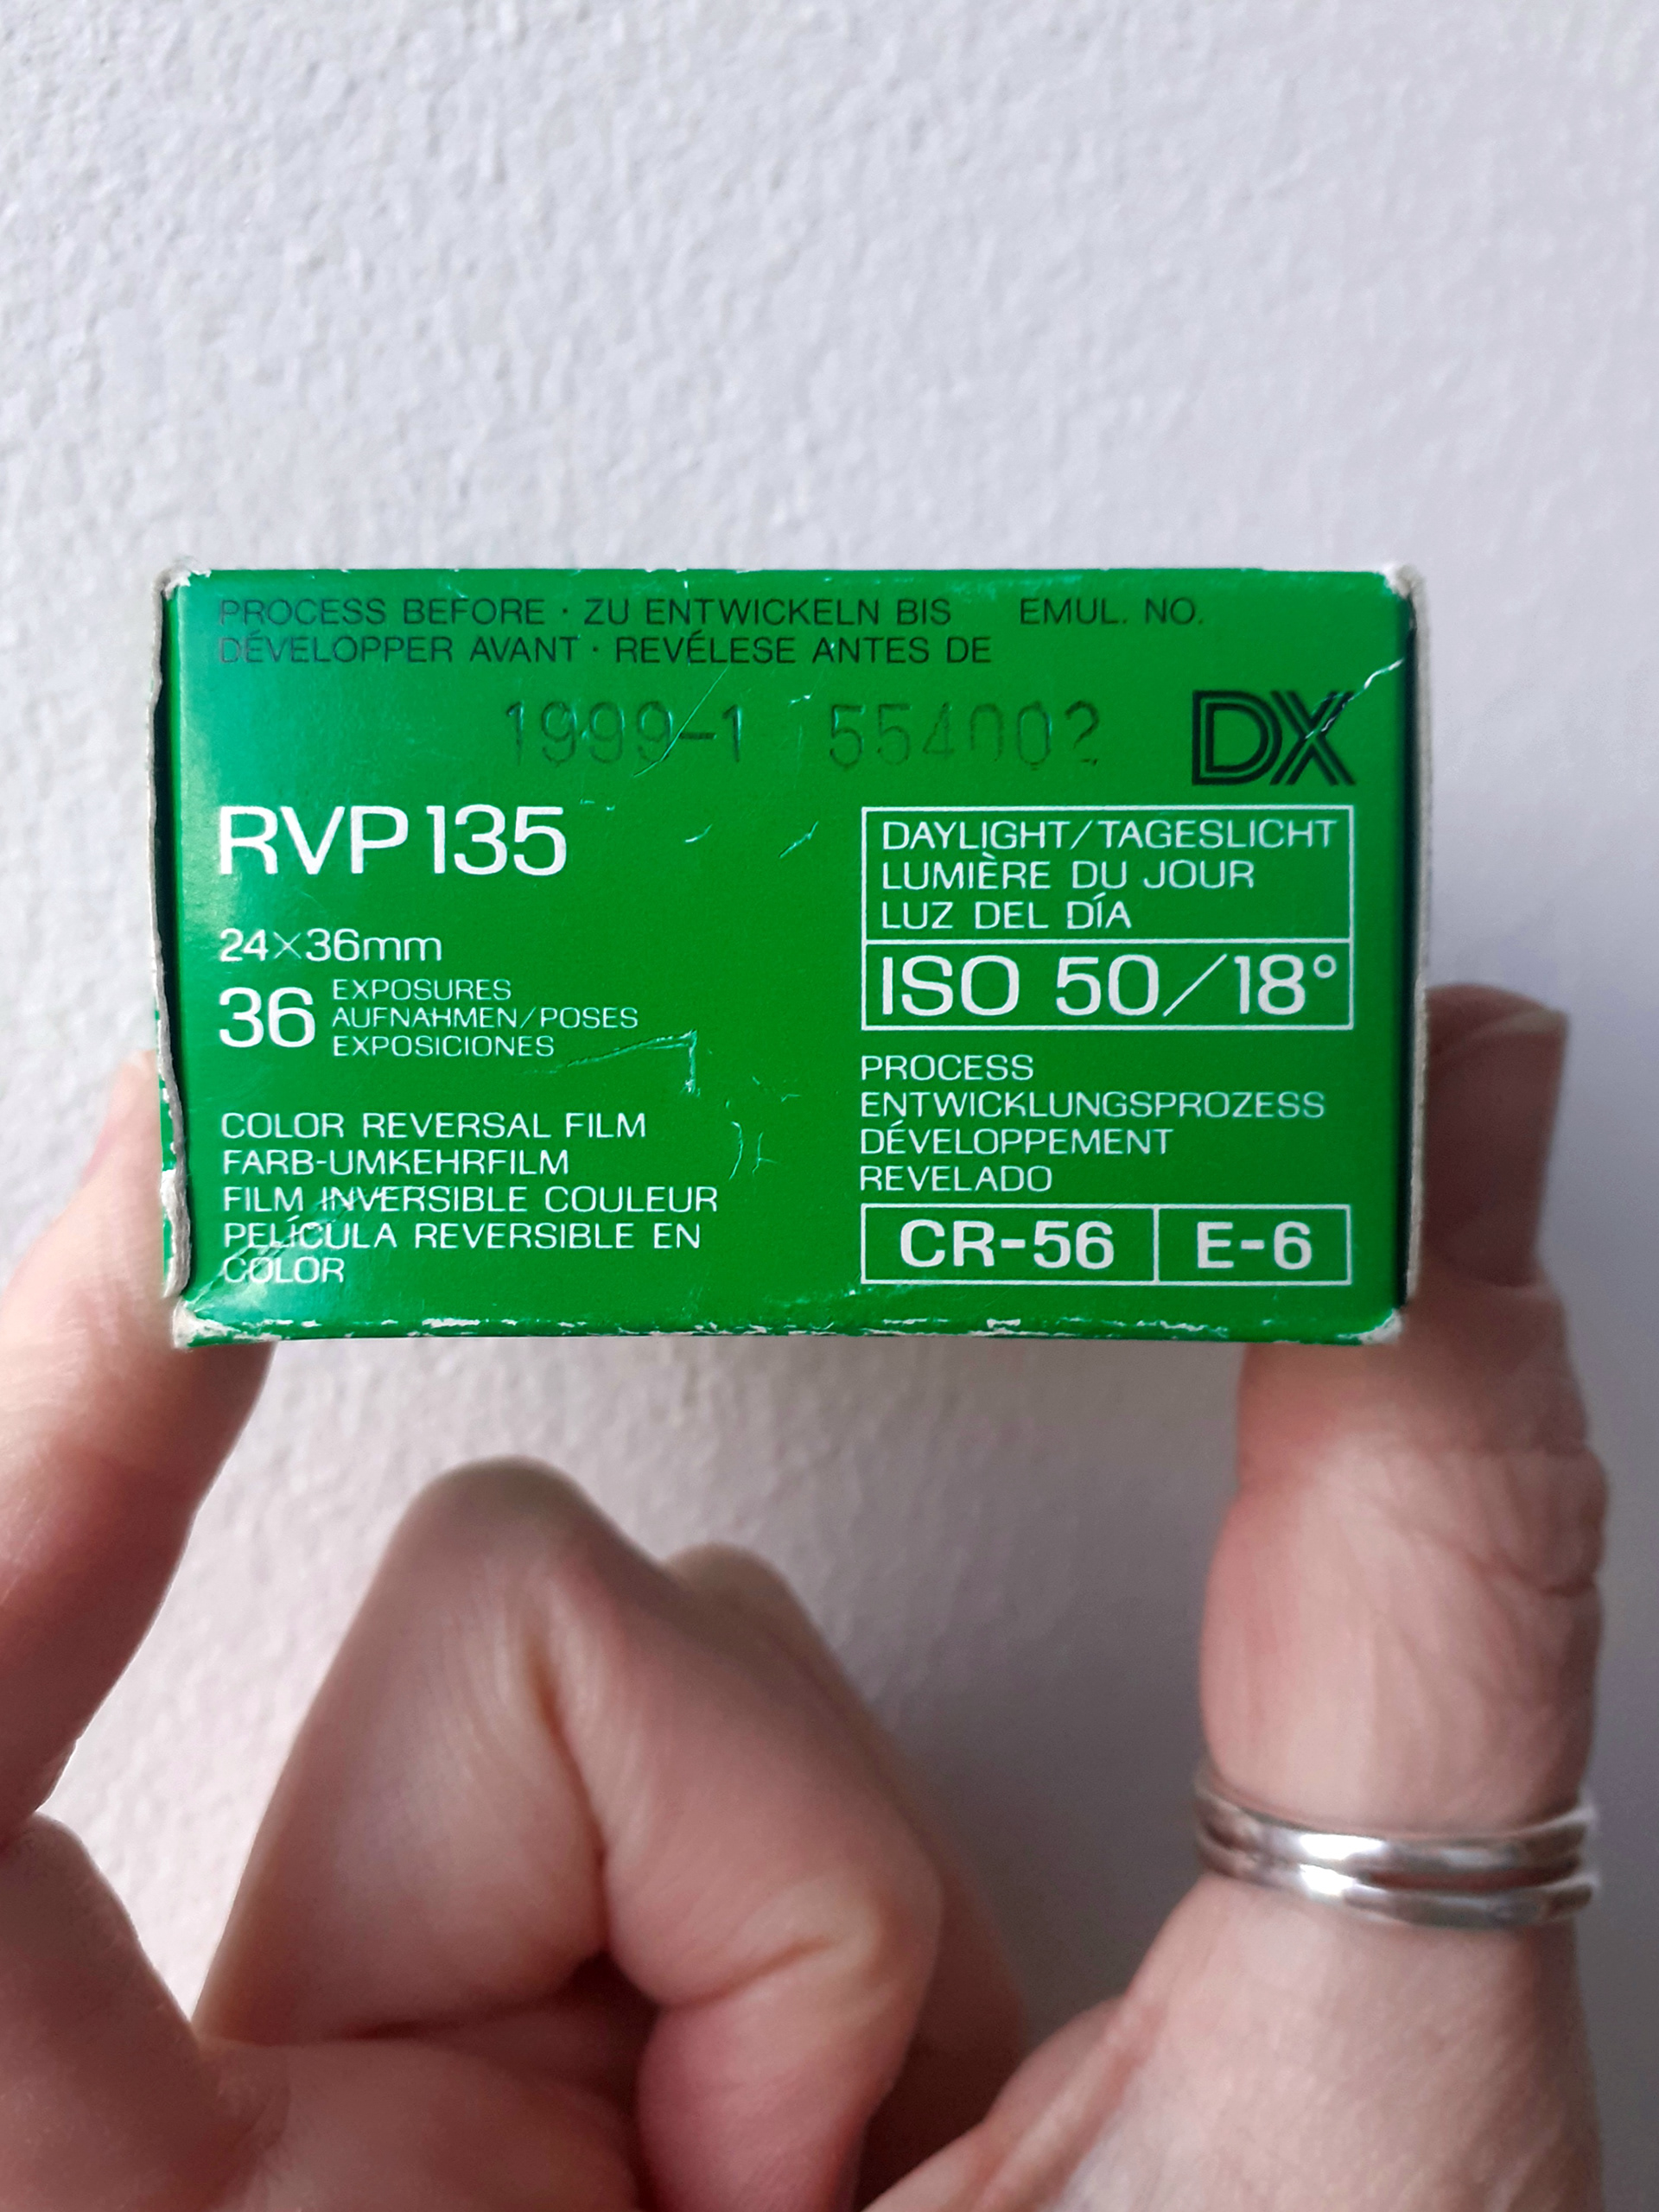 PROCESS BEFORE · ZU ENTWICKELN BIS EMUL. NO.
DÉVELOPPER AVANT · REVÉLESE ANTES DE
1999-1 554002
DX
RVP 135
24×36mm
36 EXPOSURES
AUFNAHMEN/POSES
EXPOSICIONES
COLOR REVERSAL FILM
FARB-UMKEHRFILM
FILM INVERSIBLE COULEUR
PELÍCULA REVERSIBLE EN
COLOR
DAYLIGHT/TAGESLICHT
LUMIÈRE DU JOUR
LUZ DEL DÍA
ISO 50/18°
PROCESS
ENTWICKLUNGSPROZESS
DÉVELOPPEMENT
REVELADO
CR-56 E-6